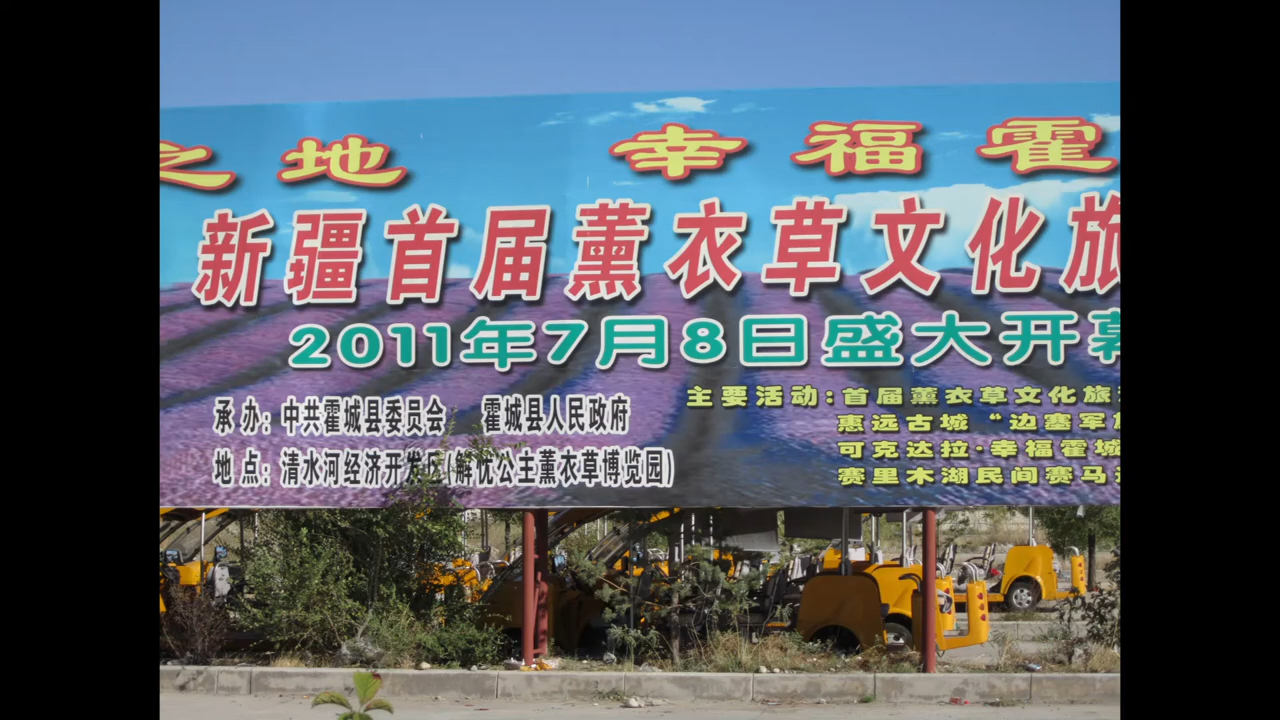 之地 幸福霍
新疆首届薰衣草文化旅
2011年7月8日盛大开幕
承办：中共霍城县委员会 霍城县人民政府
地点：清水河经济开发区(解忧公主薰衣草博览园)
主要活动：首届薰衣草文化旅游
惠远古城“边塞军旅
可克达拉·幸福霍城
赛里木湖民间赛马